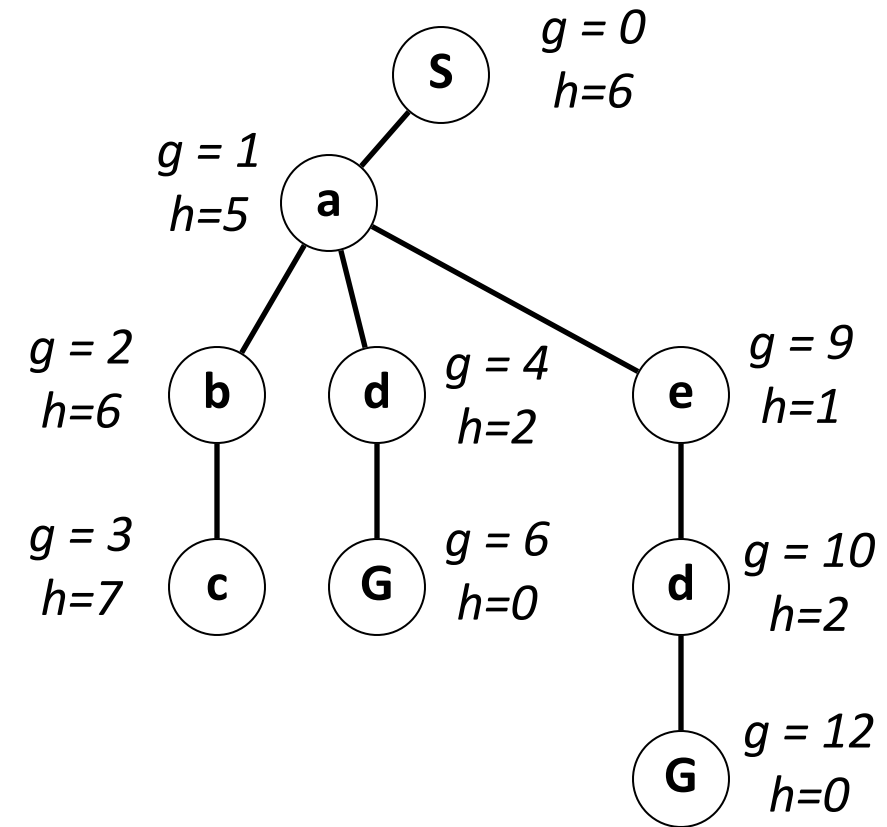 S
g = 0
h=6
g = 1
h=5
a
g = 2
h=6
b
d
g = 4
h=2
e
g = 9
h=1
g = 3
h=7
c
G
g = 6
h=0
d
g = 10
h=2
G
g = 12
h=0